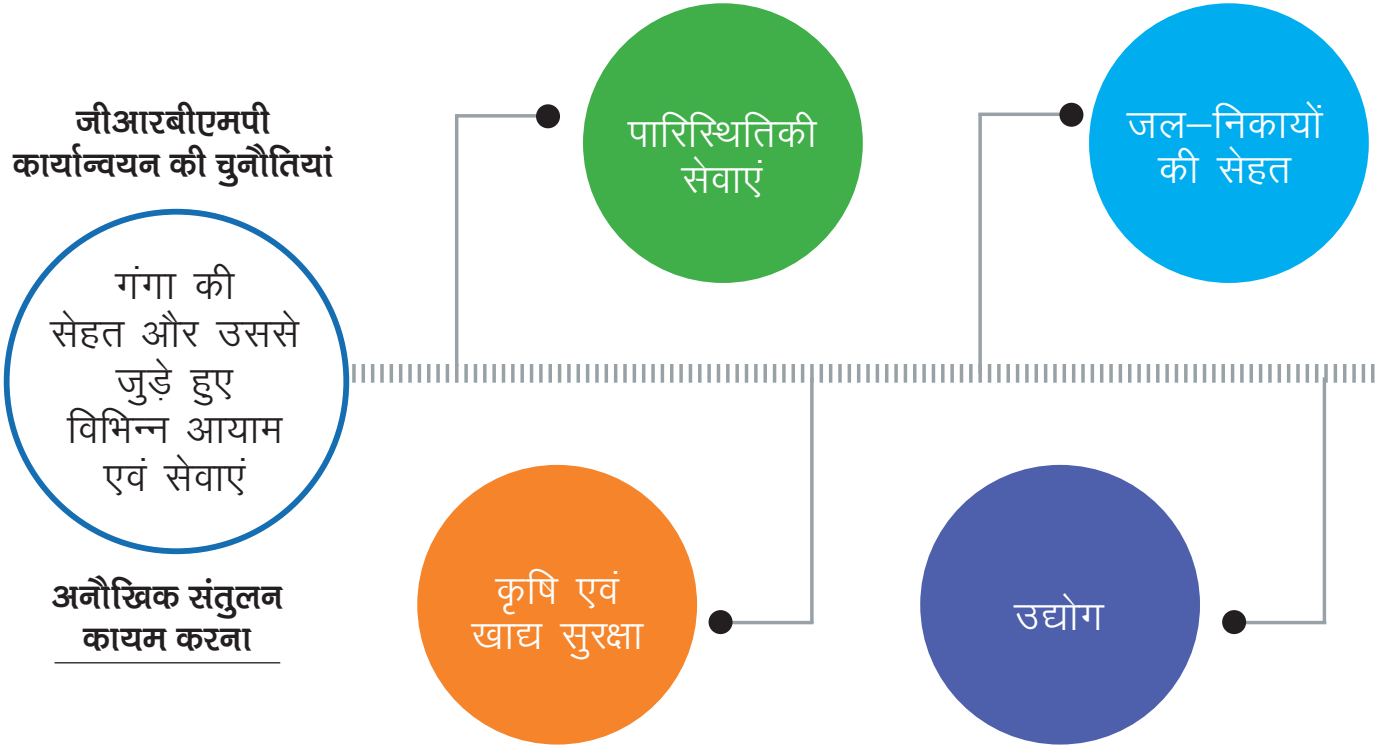 जीआरबीएमपी
कार्यान्वयन की चुनौतियां
गंगा की
सेहत और उससे
जुड़े हुए
विभिन्न आयाम
एवं सेवाएं
अनौखिक संतुलन
कायम करना
पारिस्थितिकी
सेवाएं
जल–निकायों
की सेहत
कृषि एवं
खाद्य सुरक्षा
उद्योग